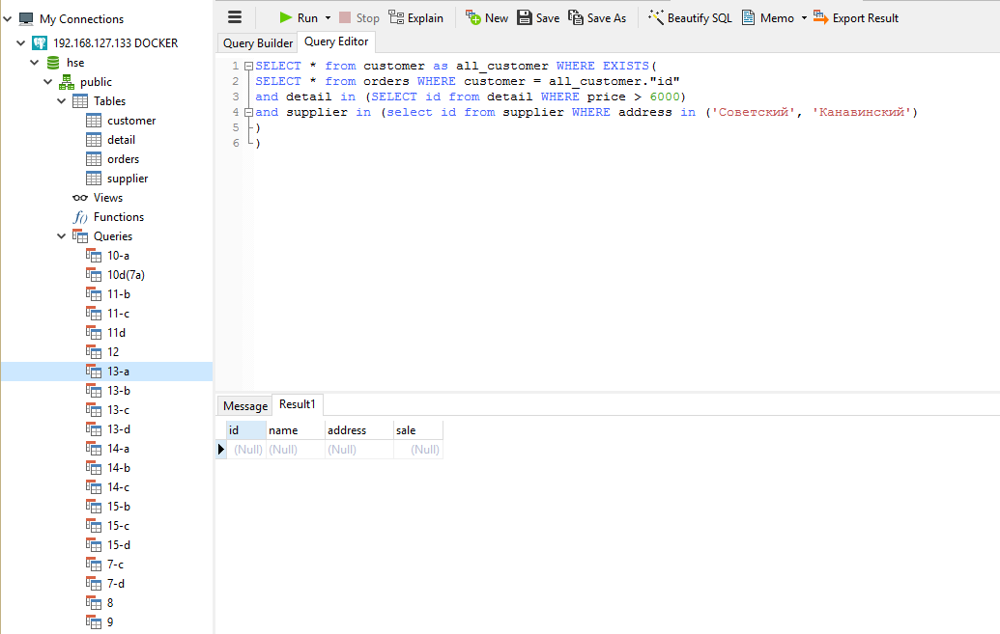 My Connections
192.168.127.133 DOCKER
hse
public
Tables
customer
detail
orders
supplier
Views
f() Functions
Queries
10-a
10d(7a)
11-b
11-c
11d
12
13-a
13-b
13-c
13-d
14-a
14-b
14-c
15-b
15-c
15-d
7-c
7-d
8
9
Run Stop Explain New Save Save As Beautify SQL Memo Export Result
Query Builder Query Editor
1 SELECT * from customer as all_customer WHERE EXISTS(
2 SELECT * from orders WHERE customer = all_customer."id"
3 and detail in (SELECT id from detail WHERE price > 6000)
4 and supplier in (select id from supplier WHERE address in ('Советский', 'Канавинский')
5 )
6 )
Message Result1
id name address sale
(Null) (Null) (Null) (Null)